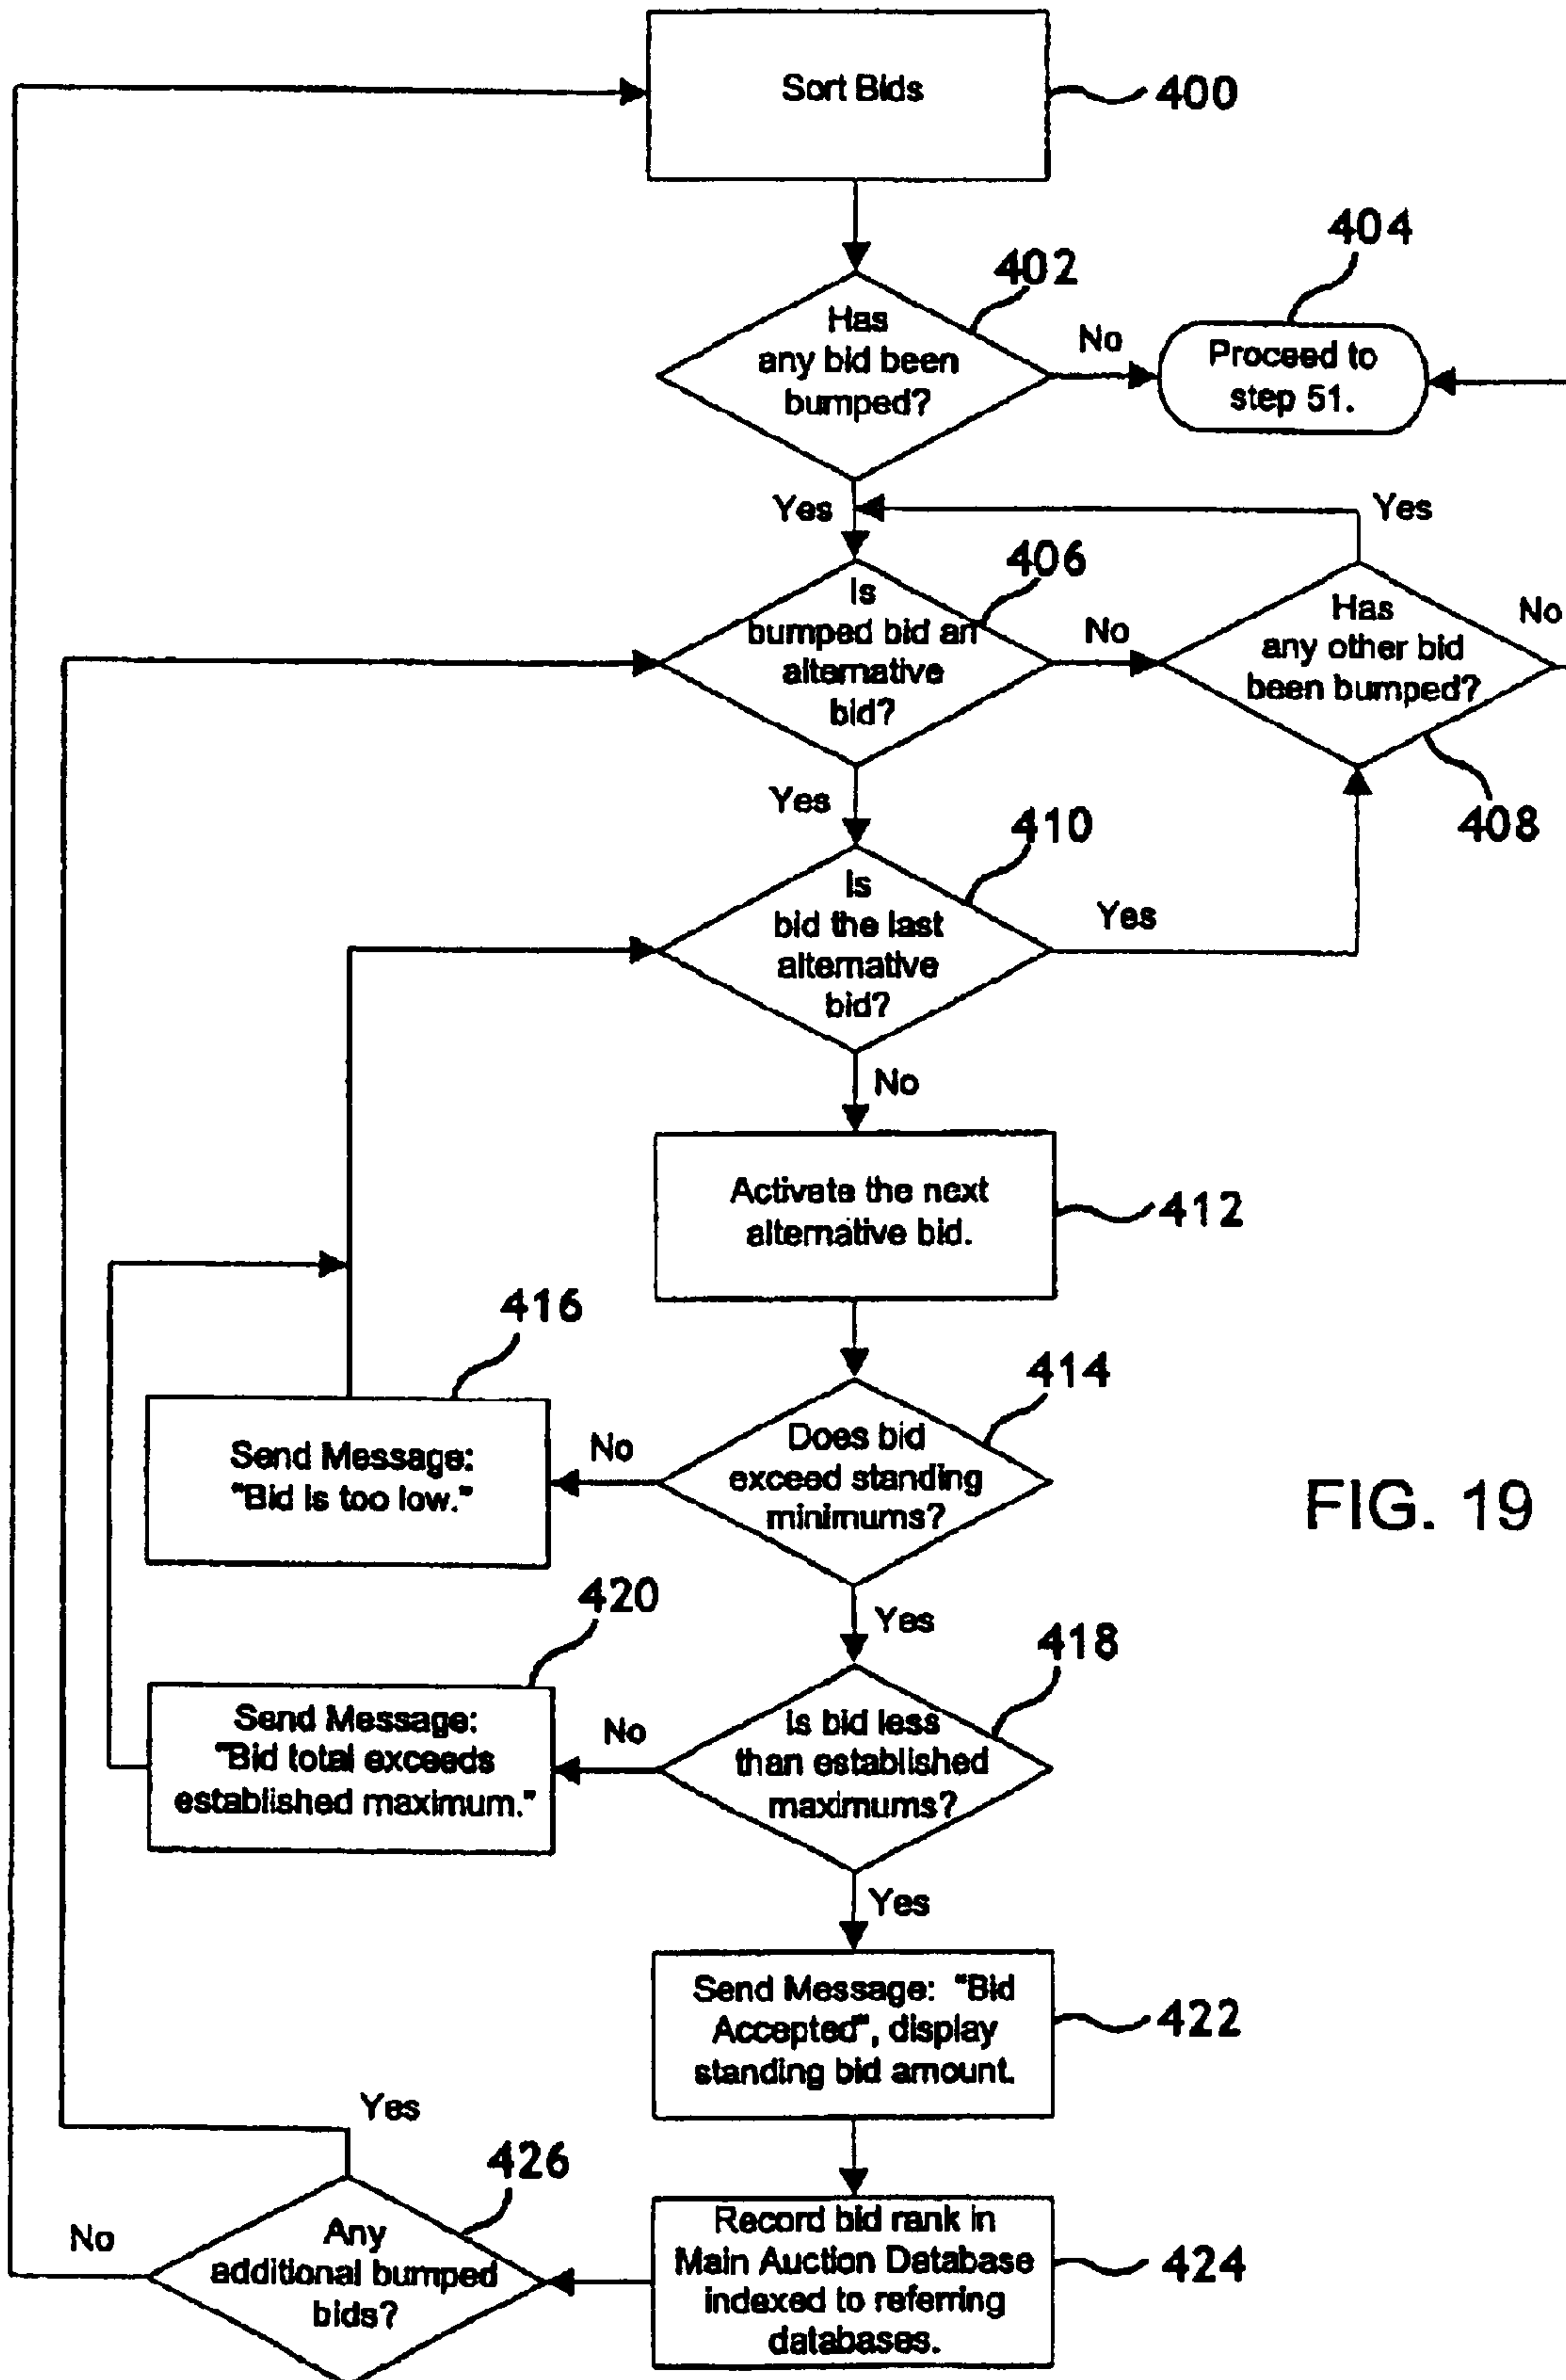 Sort Bids
400
404
402
Has
any bid been
bumped?
No
Proceed to
step 51.
Yes
Yes
406
Is
bumped bid an
alternative
bid?
No
Has
any other bid
been bumped?
No
408
Yes
410
Is
bid the last
alternative
bid?
Yes
No
Activate the next
alternative bid.
412
416
414
Send Message:
"Bid is too low."
No
Does bid
exceed standing
minimums?
FIG. 19
420
Yes
418
Send Message:
"Bid total exceeds
established maximum."
No
Is bid less
than established
maximums?
Yes
Send Message: "Bid
Accepted", display
standing bid amount.
422
Yes
426
No
Any
additional bumped
bids?
Record bid rank in
Main Auction Database
indexed to referring
databases.
424